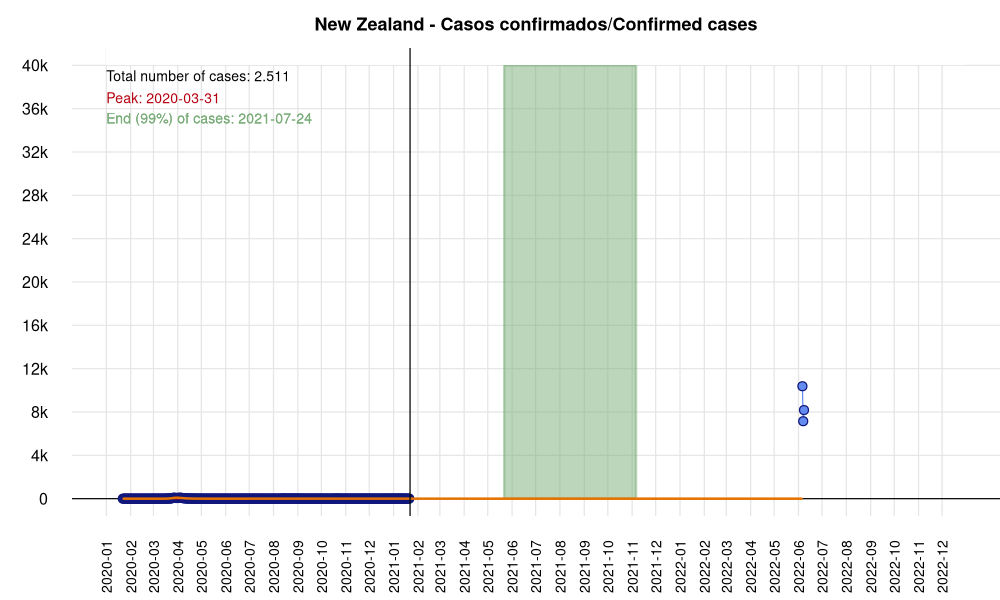 New Zealand - Casos confirmados/Confirmed cases
Total number of cases: 2.511
Peak: 2020-03-31
End (99%) of cases: 2021-07-24
40k
36k
32k
28k
24k
20k
16k
12k
8k
4k
0
2020-01
2020-02
2020-03
2020-04
2020-05
2020-06
2020-07
2020-08
2020-09
2020-10
2020-11
2020-12
2021-01
2021-02
2021-03
2021-04
2021-05
2021-06
2021-07
2021-08
2021-09
2021-10
2021-11
2021-12
2022-01
2022-02
2022-03
2022-04
2022-05
2022-06
2022-07
2022-08
2022-09
2022-10
2022-11
2022-12